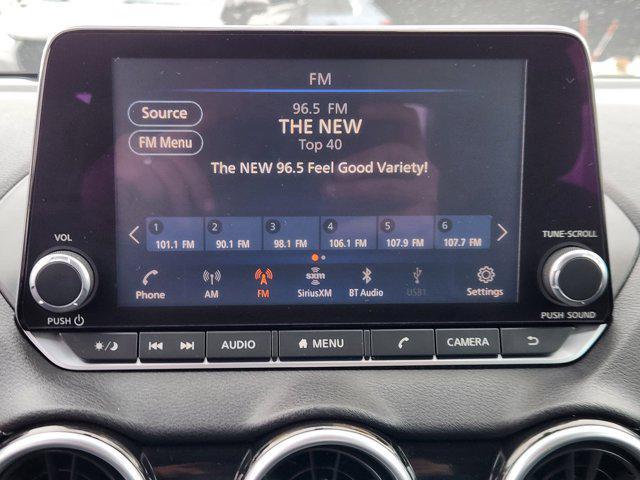 FM
Source
96.5 FM
THE NEW
FM Menu
Top 40
The NEW 96.5 Feel Good Variety!
1 2 3 4 5 6
101.1 FM 90.1 FM 98.1 FM 106.1 FM 107.9 FM 107.7 FM
VOL
TUNE-SCROLL
Phone AM FM SiriusXM BT Audio USB1 Settings
sxm
PUSH
PUSH SOUND
AUDIO MENU CAMERA